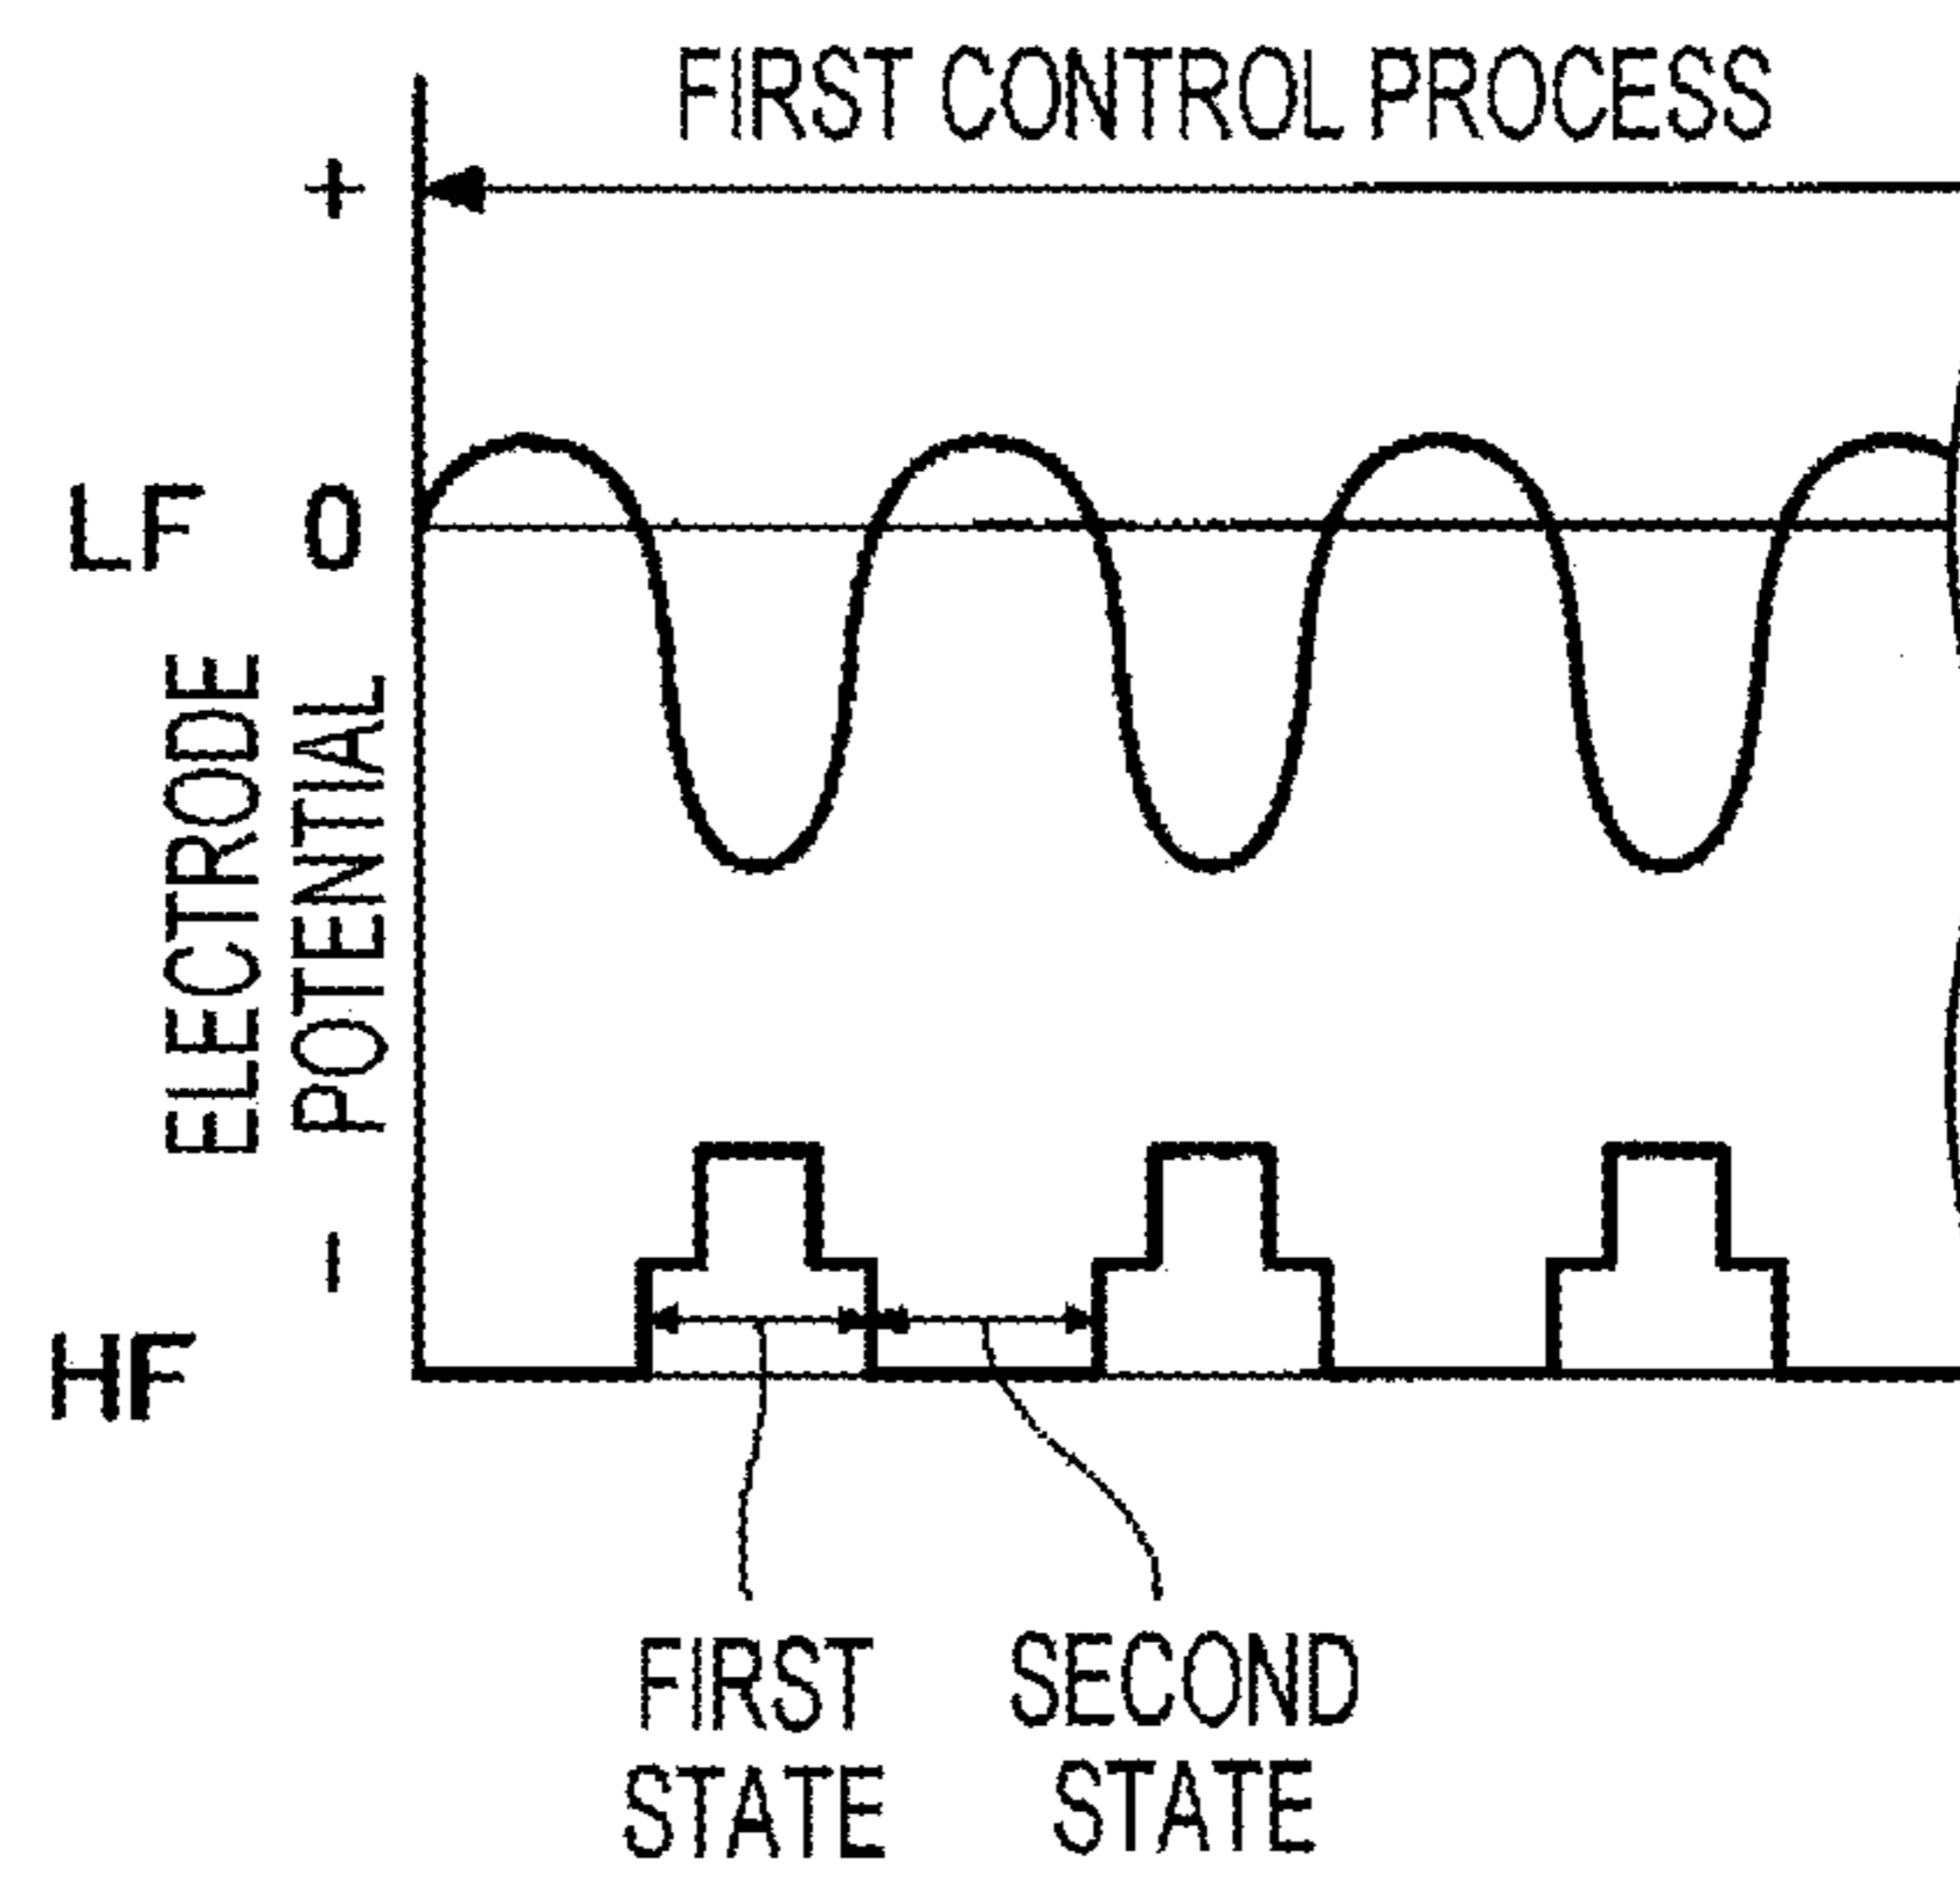 FIRST CONTROL PROCESS
+
LF 0
ELECTRODE
POTENTIAL
−
HF
FIRST
STATE
SECOND
STATE